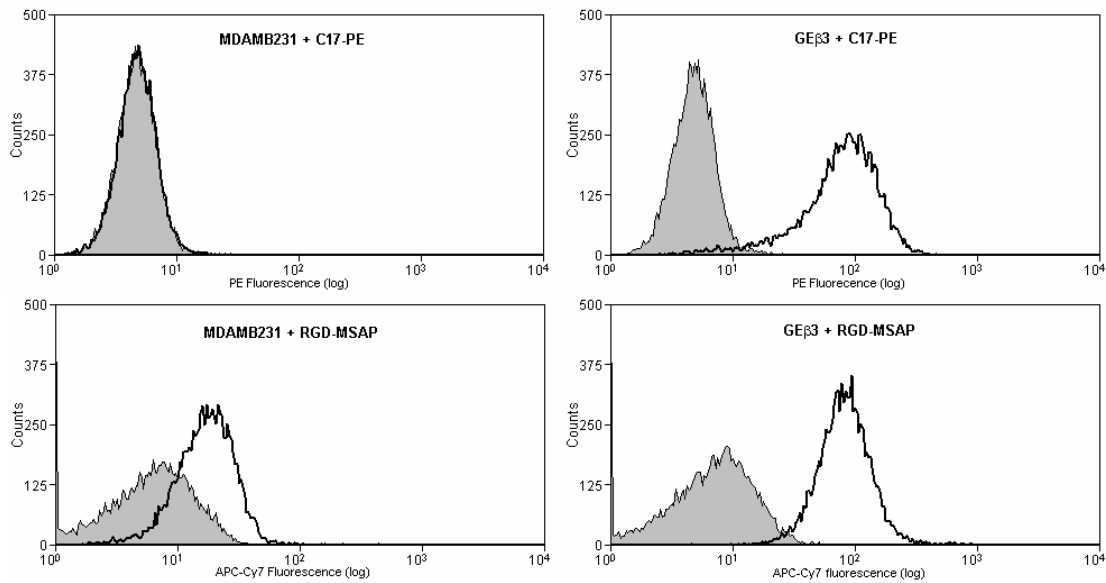 500
MDAMB231 + C17-PE
375
Counts
250
125
0
10⁰ 10¹ 10² 10³ 10⁴
PE Fluorescence (log)
500
GEβ3 + C17-PE
375
Counts
250
125
0
10⁰ 10¹ 10² 10³ 10⁴
PE Fluorecence (log)
500
MDAMB231 + RGD-MSAP
375
Counts
250
125
0
10⁰ 10¹ 10² 10³ 10⁴
APC-Cy7 Fluorescence (log)
500
GEβ3 + RGD-MSAP
375
Counts
250
125
0
10⁰ 10¹ 10² 10³ 10⁴
APC-Cy7 fluorescence (log)